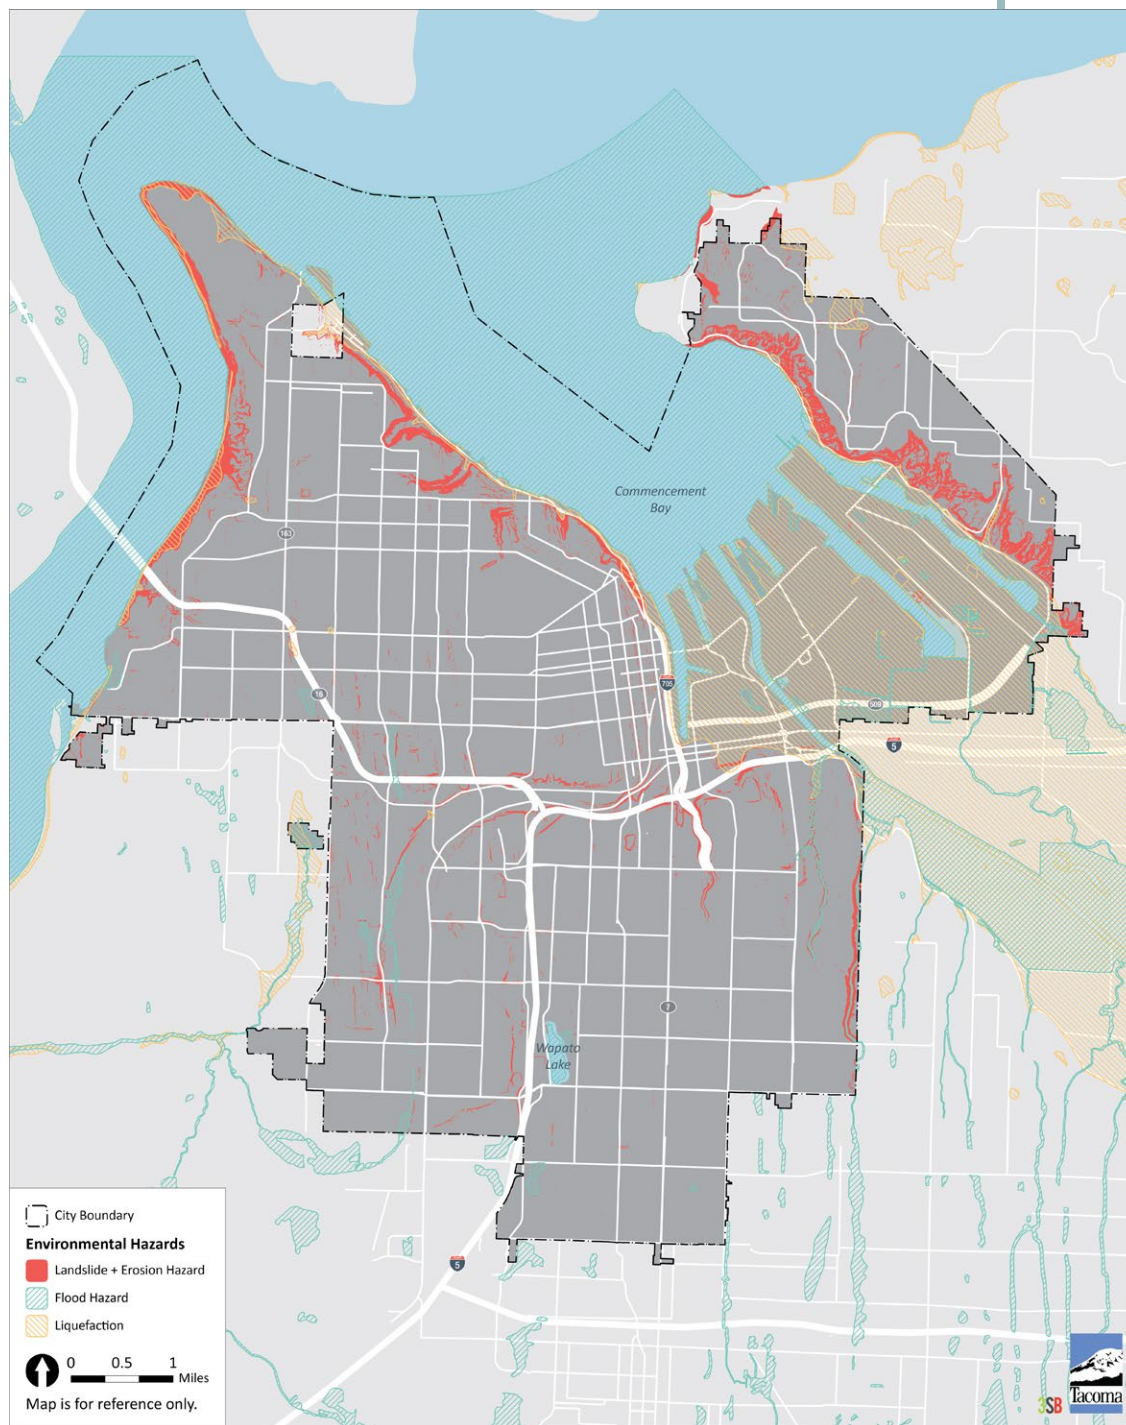 Commencement
Bay
163
16
705
509
5
7
Wapato
Lake
5
City Boundary
Environmental Hazards
Landslide + Erosion Hazard
Flood Hazard
Liquefaction
0 0.5 1
Miles
Map is for reference only.
3SB
Tacoma